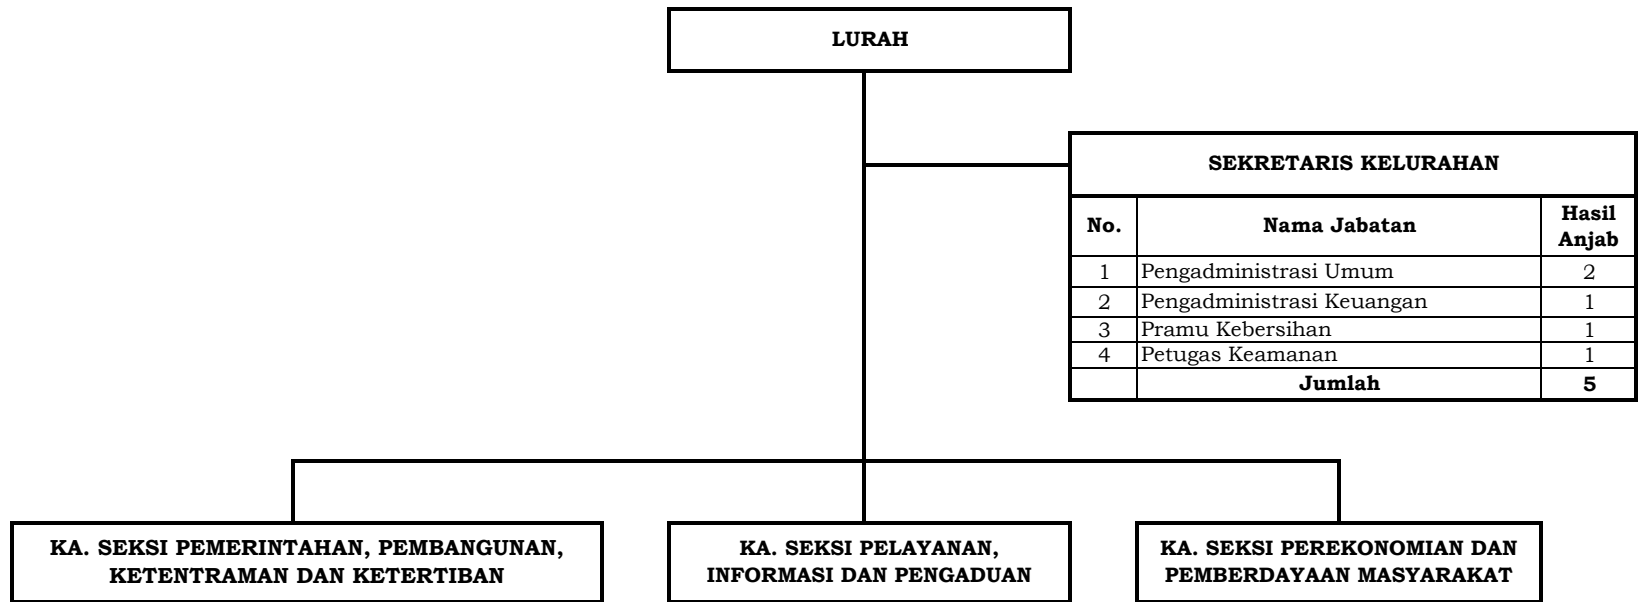 LURAH
SEKRETARIS KELURAHAN
No. Nama Jabatan Hasil Anjab
1 Pengadministrasi Umum 2
2 Pengadministrasi Keuangan 1
3 Pramu Kebersihan 1
4 Petugas Keamanan 1
Jumlah 5
KA. SEKSI PEMERINTAHAN, PEMBANGUNAN,
KETENTRAMAN DAN KETERTIBAN
KA. SEKSI PELAYANAN,
INFORMASI DAN PENGADUAN
KA. SEKSI PEREKONOMIAN DAN
PEMBERDAYAAN MASYARAKAT